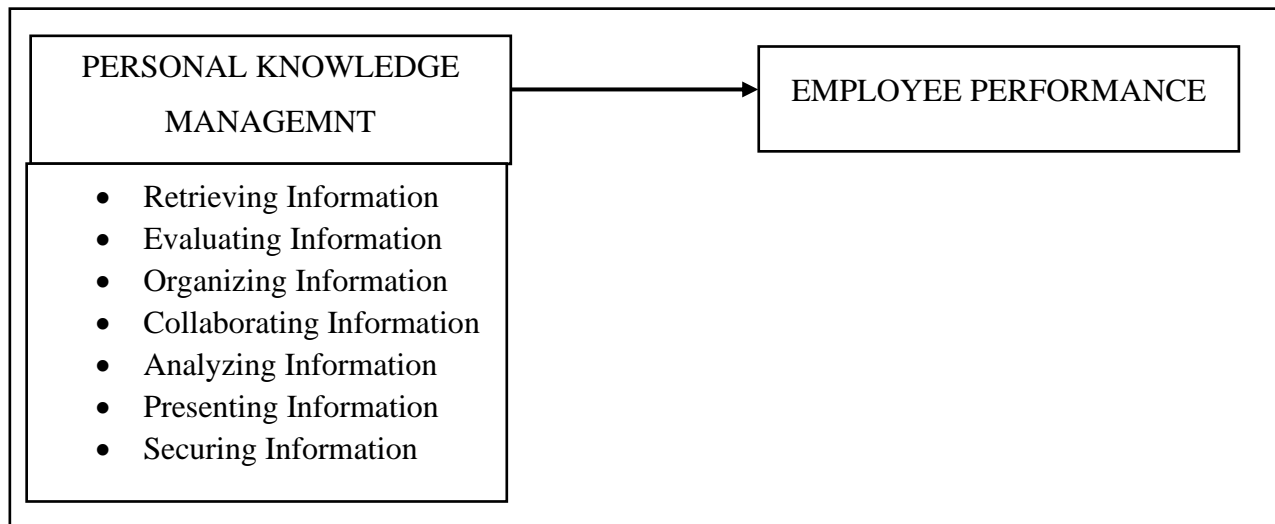 PERSONAL KNOWLEDGE
MANAGEMNT
EMPLOYEE PERFORMANCE
• Retrieving Information
• Evaluating Information
• Organizing Information
• Collaborating Information
• Analyzing Information
• Presenting Information
• Securing Information